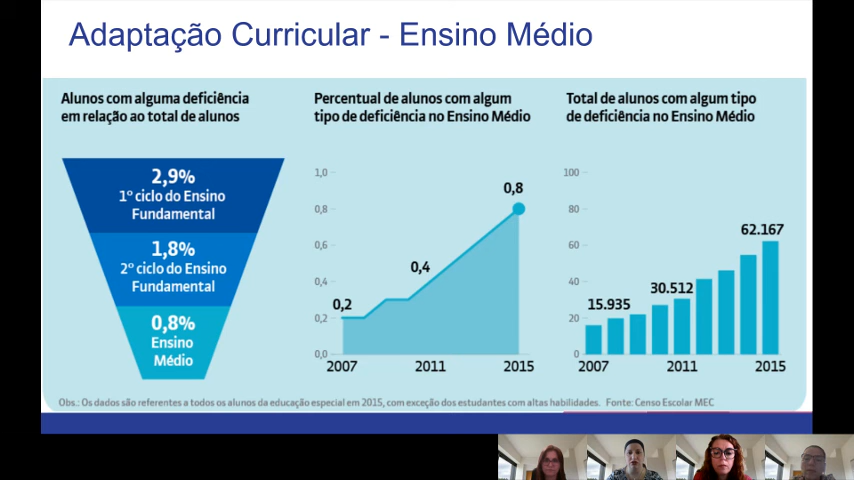 Adaptação Curricular - Ensino Médio
Alunos com alguma deficiência
em relação ao total de alunos
2,9%
1º ciclo do Ensino
Fundamental
1,8%
2º ciclo do Ensino
Fundamental
0,8%
Ensino
Médio
Percentual de alunos com algum
tipo de deficiência no Ensino Médio
1,0
0,8
0,6
0,4
0,2
0,0
0,2
0,4
0,8
2007
2011
2015
Total de alunos com algum tipo
de deficiência no Ensino Médio
100
80
60
40
20
0
15.935
30.512
62.167
2007
2011
2015
Obs.: Os dados são referentes a todos os alunos da educação especial em 2015, com exceção dos estudantes com altas habilidades. Fonte: Censo Escolar MEC